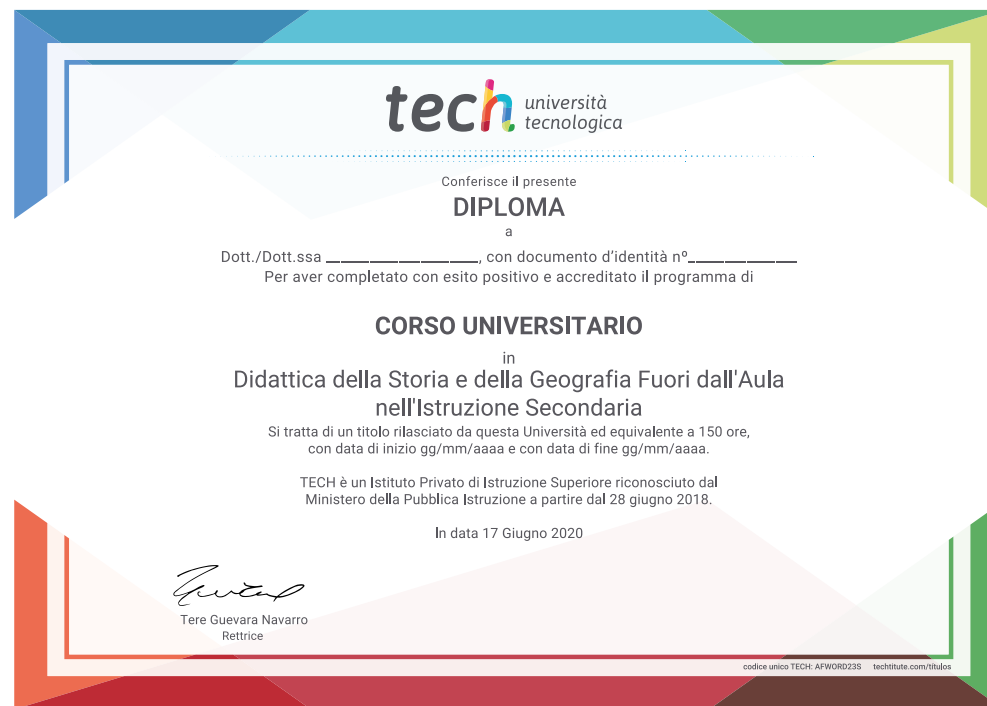 tech università
tecnologica
Conferisce il presente
DIPLOMA
a
Dott./Dott.ssa _________________, con documento d'identità nº____________
Per aver completato con esito positivo e accreditato il programma di
CORSO UNIVERSITARIO
in
Didattica della Storia e della Geografia Fuori dall'Aula
nell'Istruzione Secondaria
Si tratta di un titolo rilasciato da questa Università ed equivalente a 150 ore,
con data di inizio gg/mm/aaaa e con data di fine gg/mm/aaaa.
TECH è un Istituto Privato di Istruzione Superiore riconosciuto dal
Ministero della Pubblica Istruzione a partire dal 28 giugno 2018.
In data 17 Giugno 2020
Tere Guevara Navarro
Rettrice
codice unico TECH: AFWORD23S techtitute.com/titulos